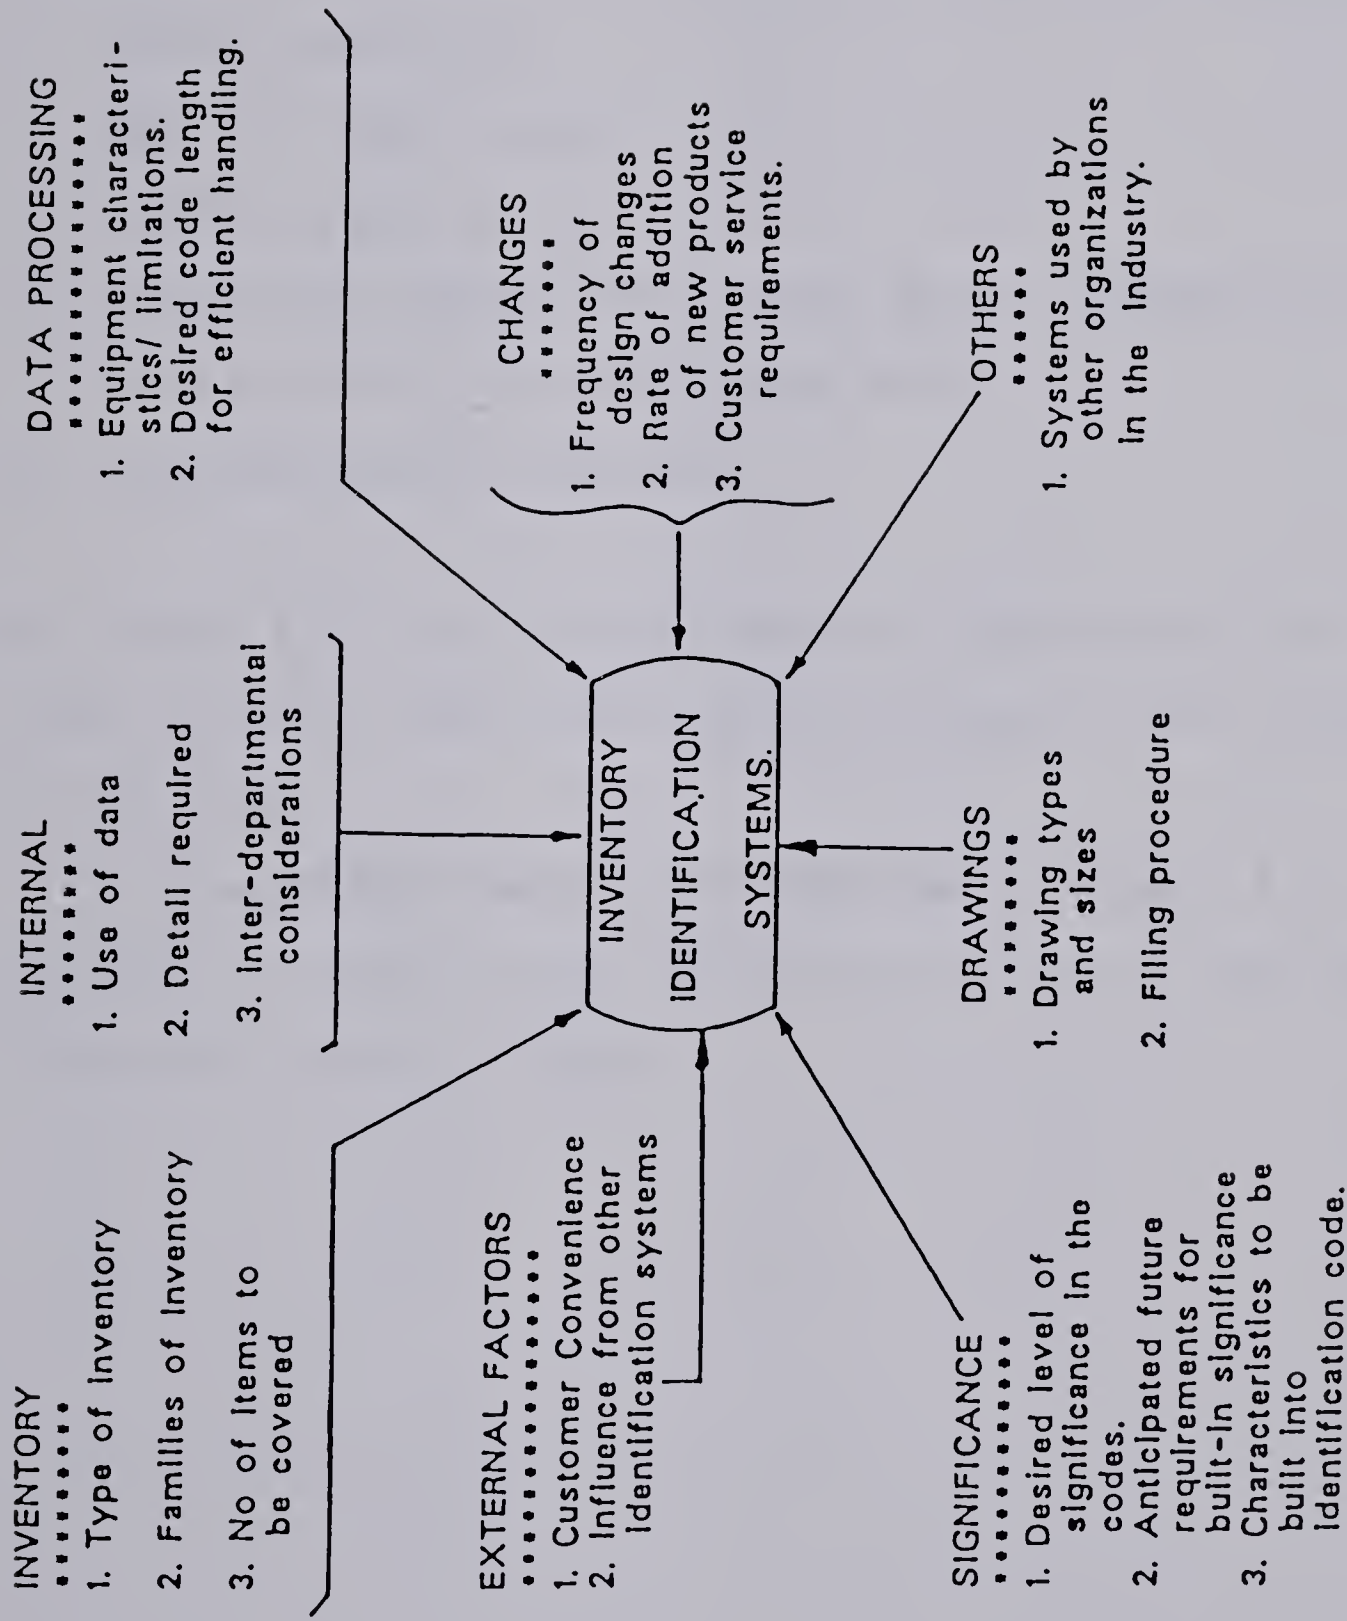 INVENTORY
*******
1. Type of Inventory
2. Families of Inventory
3. No of Items to
be covered
INTERNAL
*******
1. Use of data
2. Detail required
3. Inter-departmental
considerations
DATA PROCESSING
**************
1. Equipment characteri-
stics/ limitations.
2. Desired code length
for efficient handling.
EXTERNAL FACTORS
**************
1. Customer Convenience
2. Influence from other
identification systems
INVENTORY
IDENTIFICATION
SYSTEMS.
CHANGES
*******
1. Frequency of
design changes
2. Rate of addition
of new products
3. Customer service
requirements.
SIGNIFICANCE
***********
1. Desired level of
significance in the
codes.
2. Anticipated future
requirements for
built-in significance
3. Characteristics to be
built into
identification code.
DRAWINGS
********
1. Drawing types
and sizes
2. Filing procedure
OTHERS
******
1. Systems used by
other organizations
in the Industry.